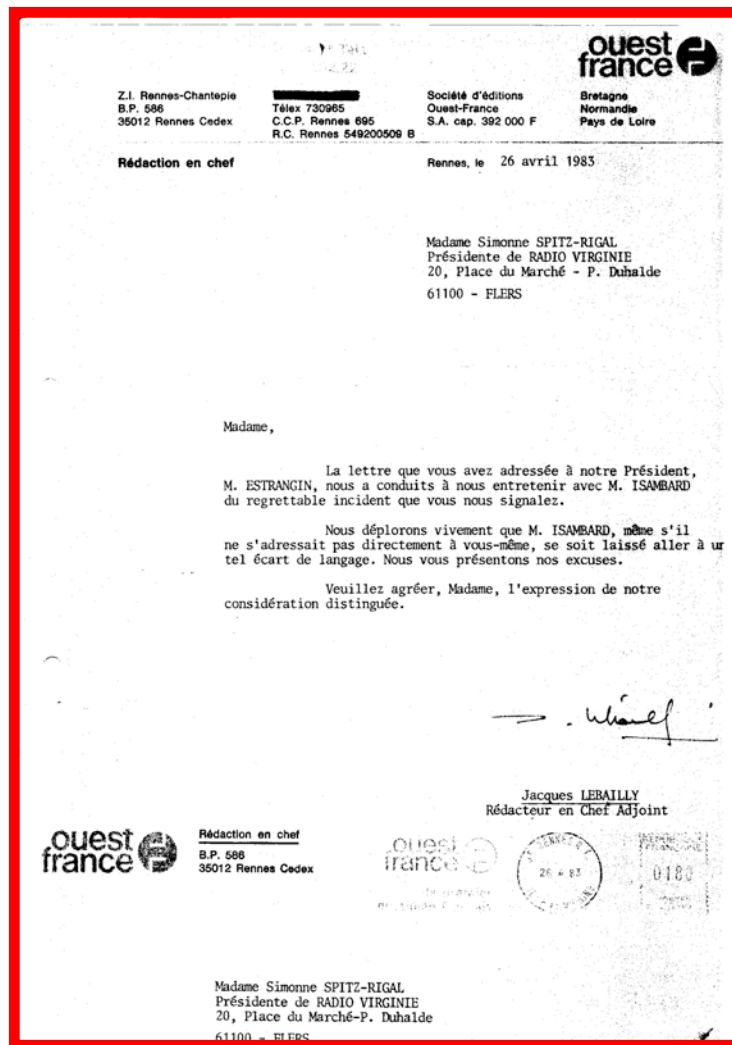 ouest
france
Z.I. Rennes-Chantepie
B.P. 586
35012 Rennes Cedex
Télex 730965
C.C.P. Rennes 695
R.C. Rennes 549200509 B
Société d'éditions
Ouest-France
S.A. cap. 392 000 F
Bretagne
Normandie
Pays de Loire
Rédaction en chef
Rennes, le 26 avril 1983
Madame Simonne SPITZ-RIGAL
Présidente de RADIO VIRGINIE
20, Place du Marché - P. Duhalde
61100 - FLERS
Madame,
La lettre que vous avez adressée à notre Président,
M. ESTRANGIN, nous a conduits à nous entretenir avec M. ISAMBARD
du regrettable incident que vous nous signalez.
Nous déplorons vivement que M. ISAMBARD, même s'il
ne s'adressait pas directement à vous-même, se soit laissé aller à un
tel écart de langage. Nous vous présentons nos excuses.
Veuillez agréer, Madame, l'expression de notre
considération distinguée.
Jacques LEBAILLY
Rédacteur en Chef Adjoint
ouest
france
Rédaction en chef
B.P. 586
35012 Rennes Cedex
ouest
france
26 4 83
0180
Madame Simonne SPITZ-RIGAL
Présidente de RADIO VIRGINIE
20, Place du Marché-P. Duhalde
61100 - FLERS